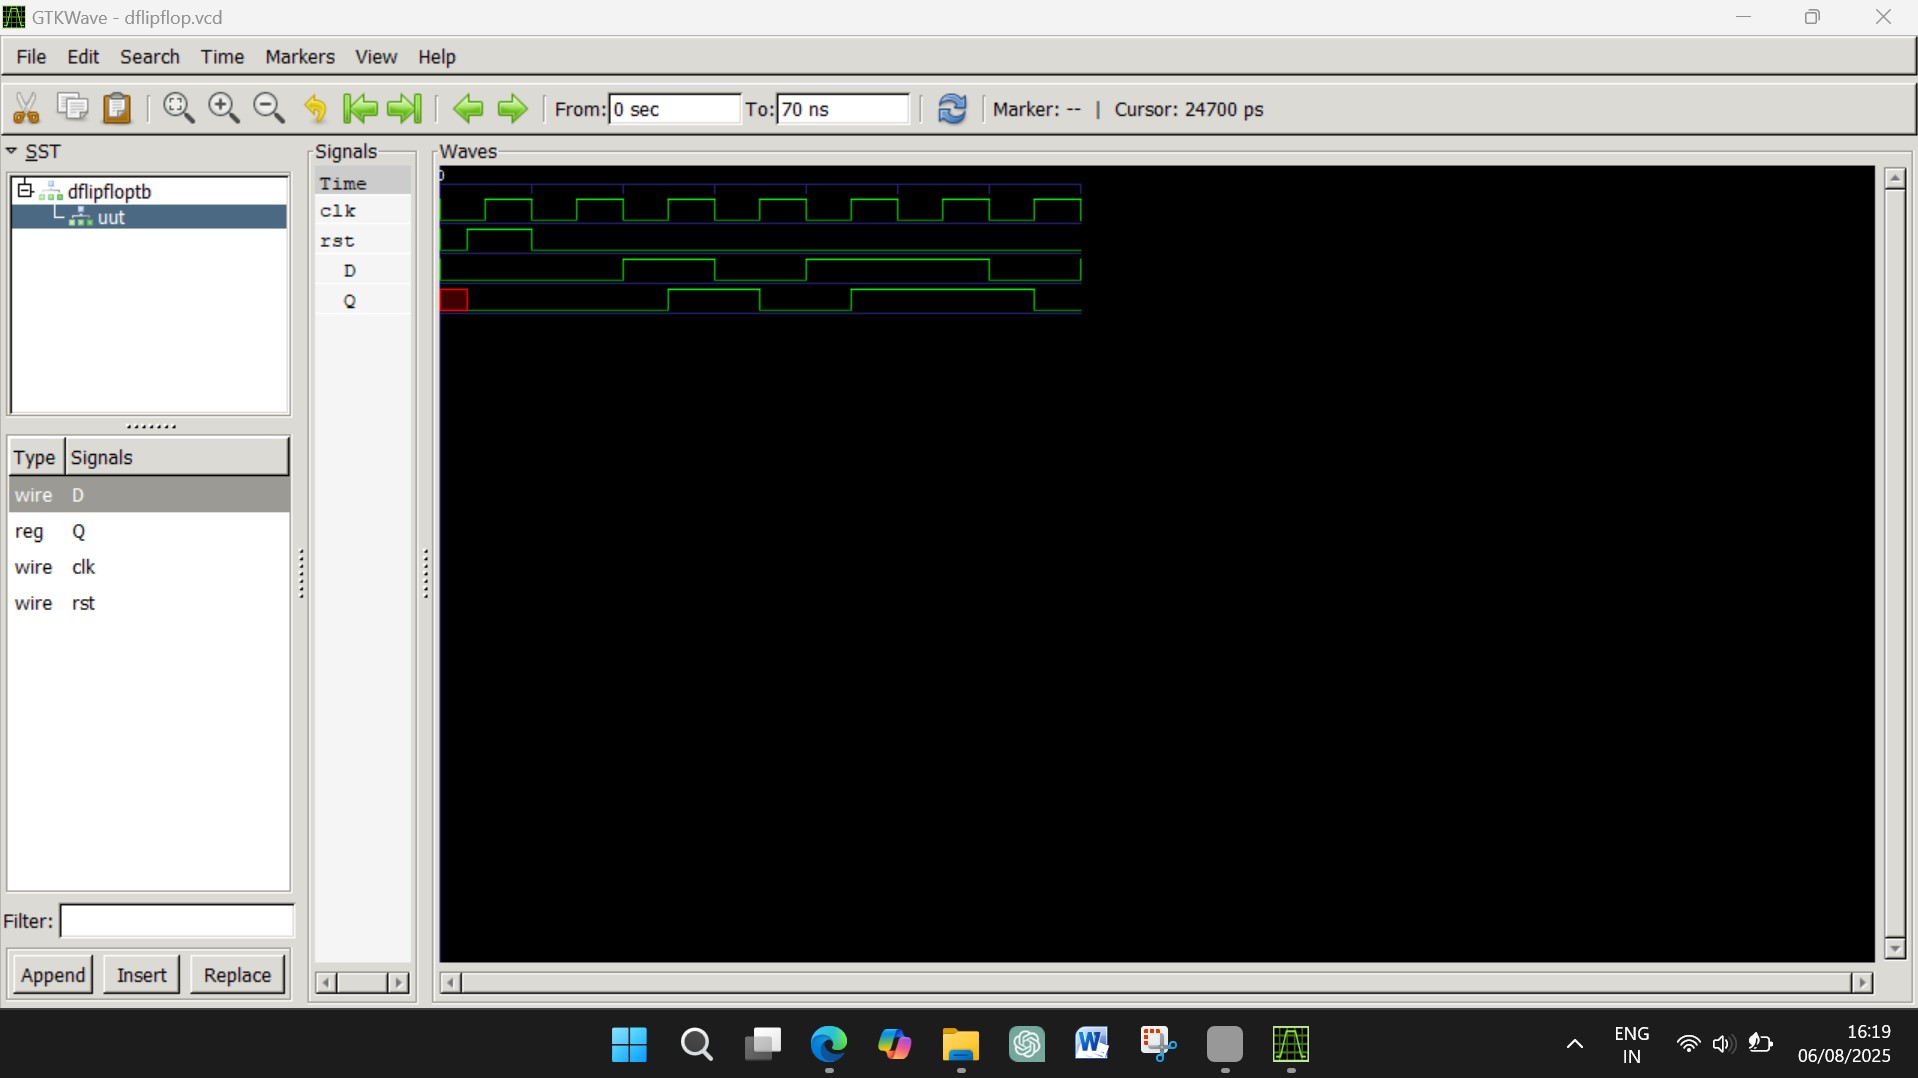 GTKWave - dflipflop.vcd
File Edit Search Time Markers View Help
From: 0 sec To: 70 ns Marker: -- | Cursor: 24700 ps
SST
dflipfloptb
uut
Type Signals
wire D
reg Q
wire clk
wire rst
Filter:
Append Insert Replace
Signals
Time
clk
rst
D
Q
Waves
0
W
ENG
IN
16:19
06/08/2025